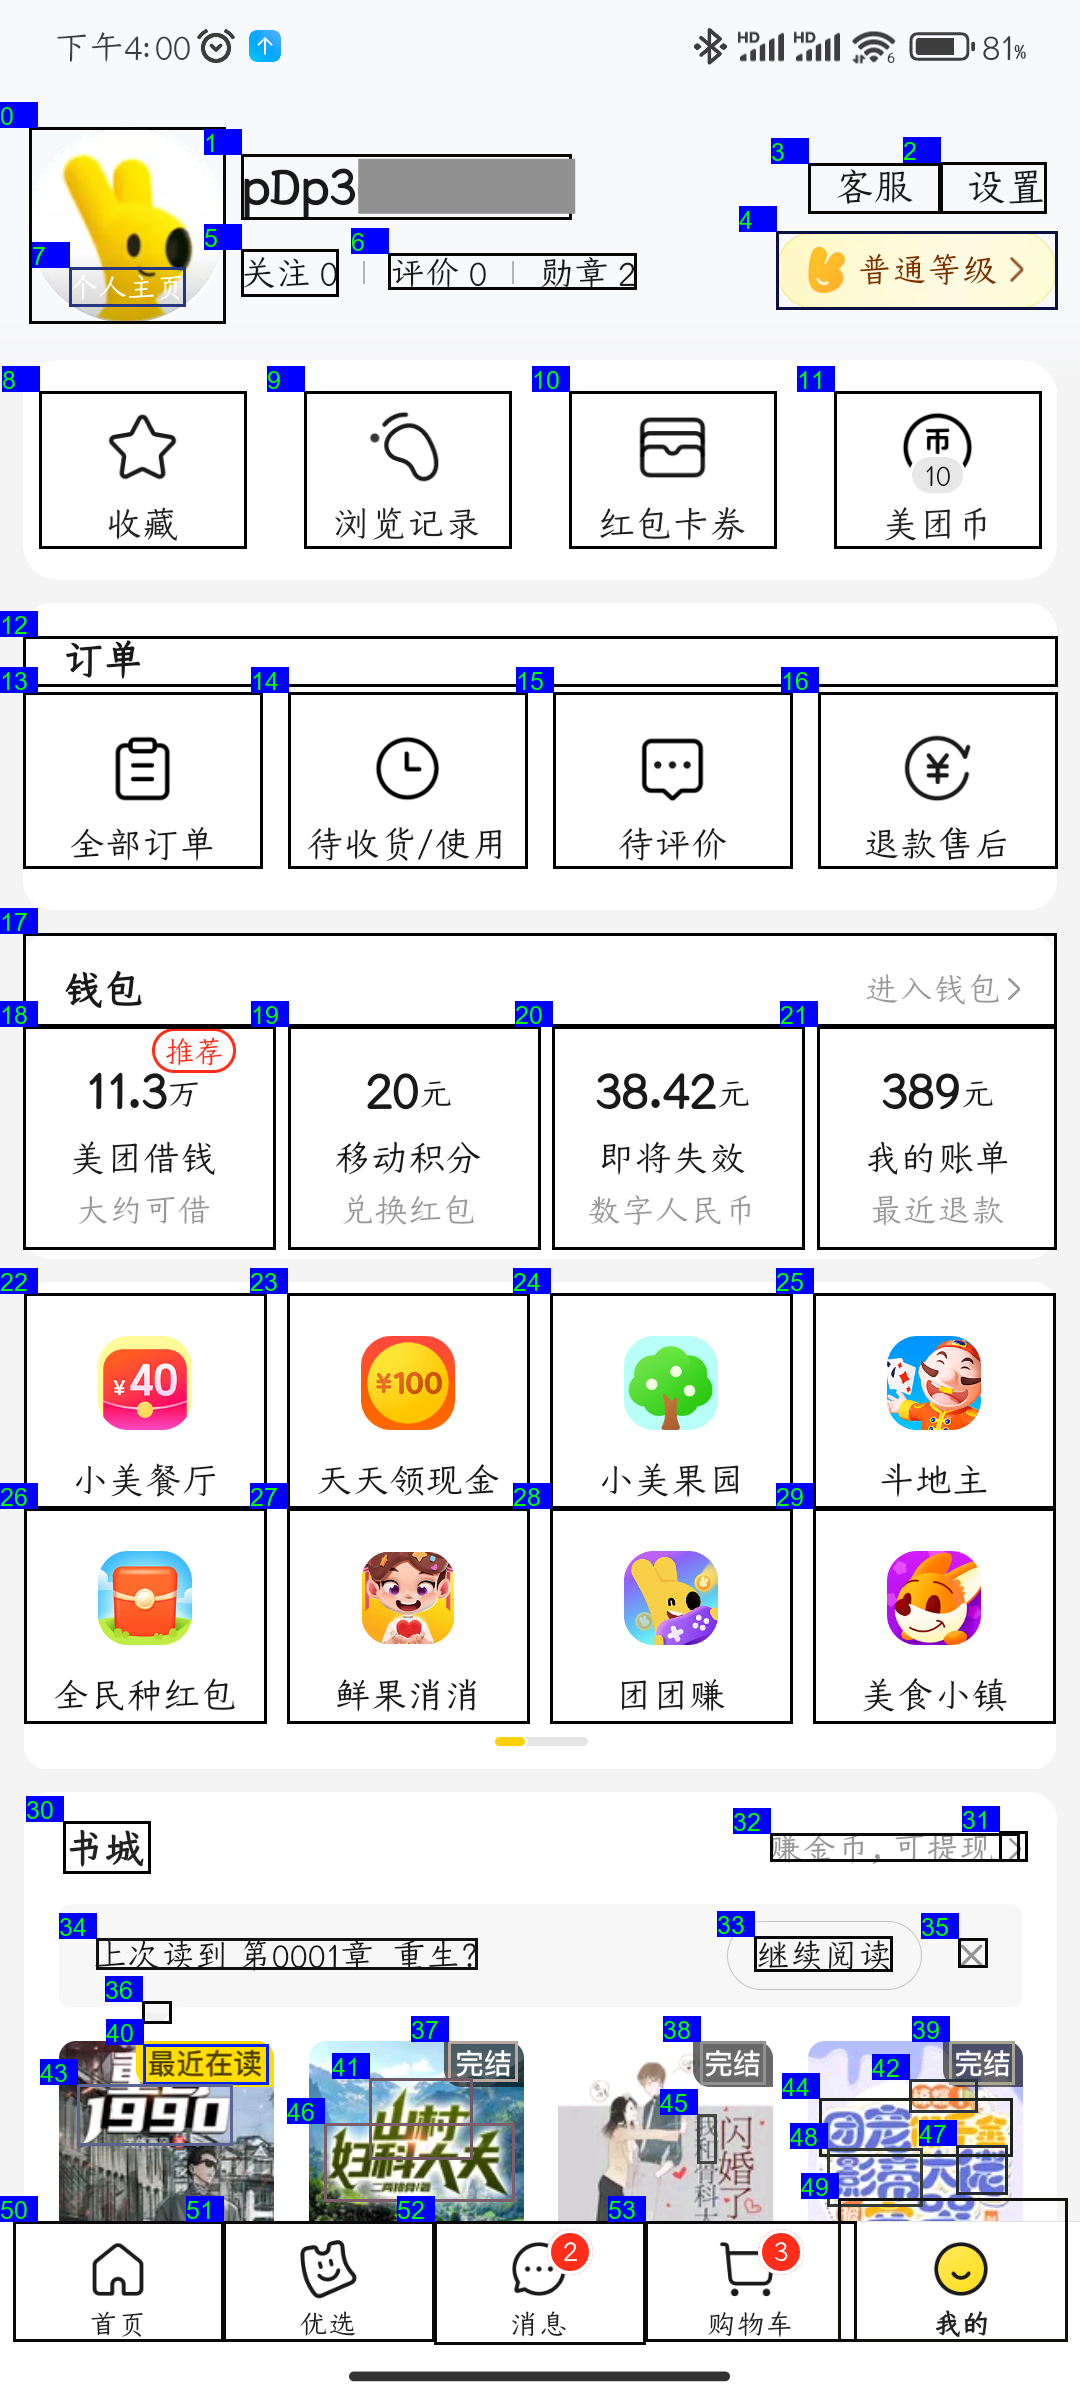 下午4:00 HD HD 6 81%
0 1 2 3 4 5 6 7
pDp3
客服 设置
普通等级
关注 0 评价 0 勋章 2
个人主页
8 9 10 11
币
10
收藏 浏览记录 红包卡券 美团币
12
订单
13 14 15 16
¥
全部订单 待收货/使用 待评价 退款售后
17
钱包 进入钱包
18 19 20 21
推荐
11.3万 20元 38.42元 389元
美团借钱 移动积分 即将失效 我的账单
大约可借 兑换红包 数字人民币 最近退款
22 23 24 25
¥40 ¥100
小美餐厅 天天领现金 小美果园 斗地主
26 27 28 29
全民种红包 鲜果消消 团团赚 美食小镇
30 31 32
书城 赚金币，可提现
33 34 35
上次读到 第0001章 重生? 继续阅读
36
37 38 39 40
最近在读 完结 完结 完结
41 42 43 44 45 46 47 48 49
1990
山村
妇科大夫
闪婚了
团宠
影帝大佬
50 51 52 53
2 3
首页 优选 消息 购物车 我的